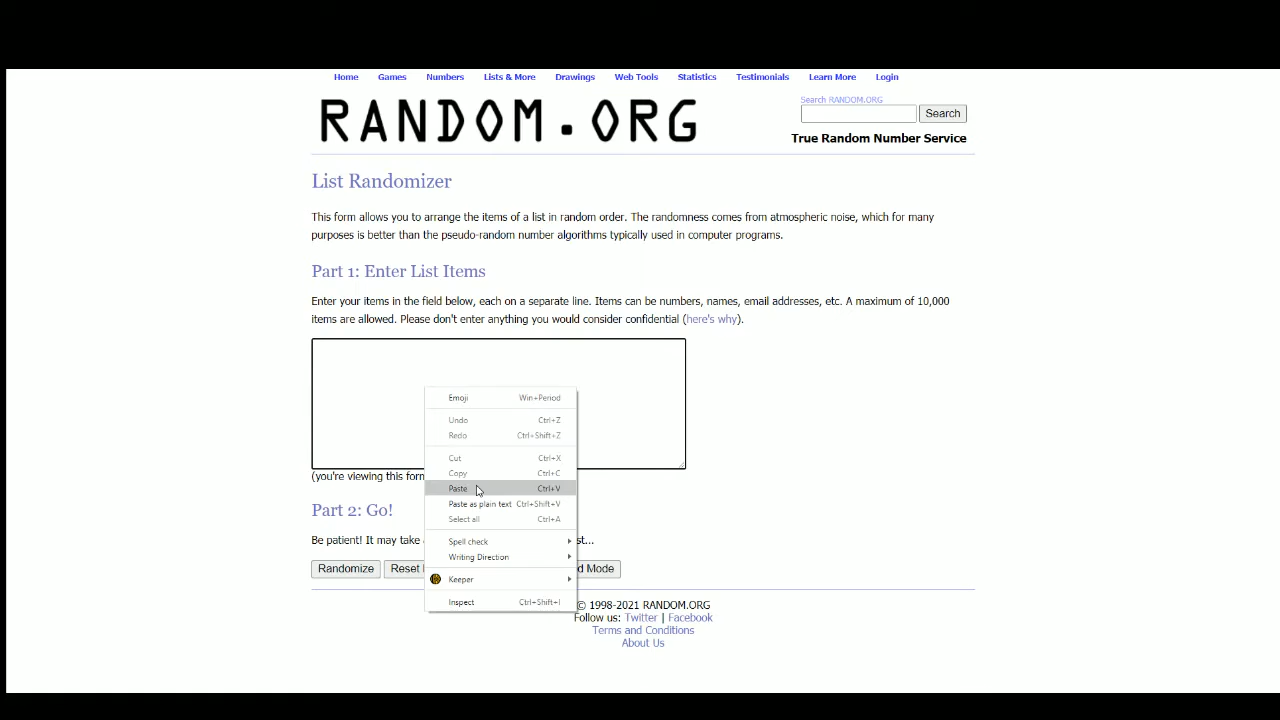 Home Games Numbers Lists & More Drawings Web Tools Statistics Testimonials Learn More Login
RANDOM.ORG
Search RANDOM.ORG
Search
True Random Number Service
List Randomizer
This form allows you to arrange the items of a list in random order. The randomness comes from atmospheric noise, which for many
purposes is better than the pseudo-random number algorithms typically used in computer programs.
Part 1: Enter List Items
Enter your items in the field below, each on a separate line. Items can be numbers, names, email addresses, etc. A maximum of 10,000
items are allowed. Please don't enter anything you would consider confidential (here's why).
Emoji Win+Period
Undo Ctrl+Z
Redo Ctrl+Shift+Z
Cut Ctrl+X
Copy Ctrl+C
Paste Ctrl+V
Paste as plain text Ctrl+Shift+V
Select all Ctrl+A
Spell check
Writing Direction
Keeper
Inspect Ctrl+Shift+I
(you're viewing this form
Part 2: Go!
Be patient! It may take
Randomize Reset Mode
© 1998-2021 RANDOM.ORG
Follow us: Twitter | Facebook
Terms and Conditions
About Us